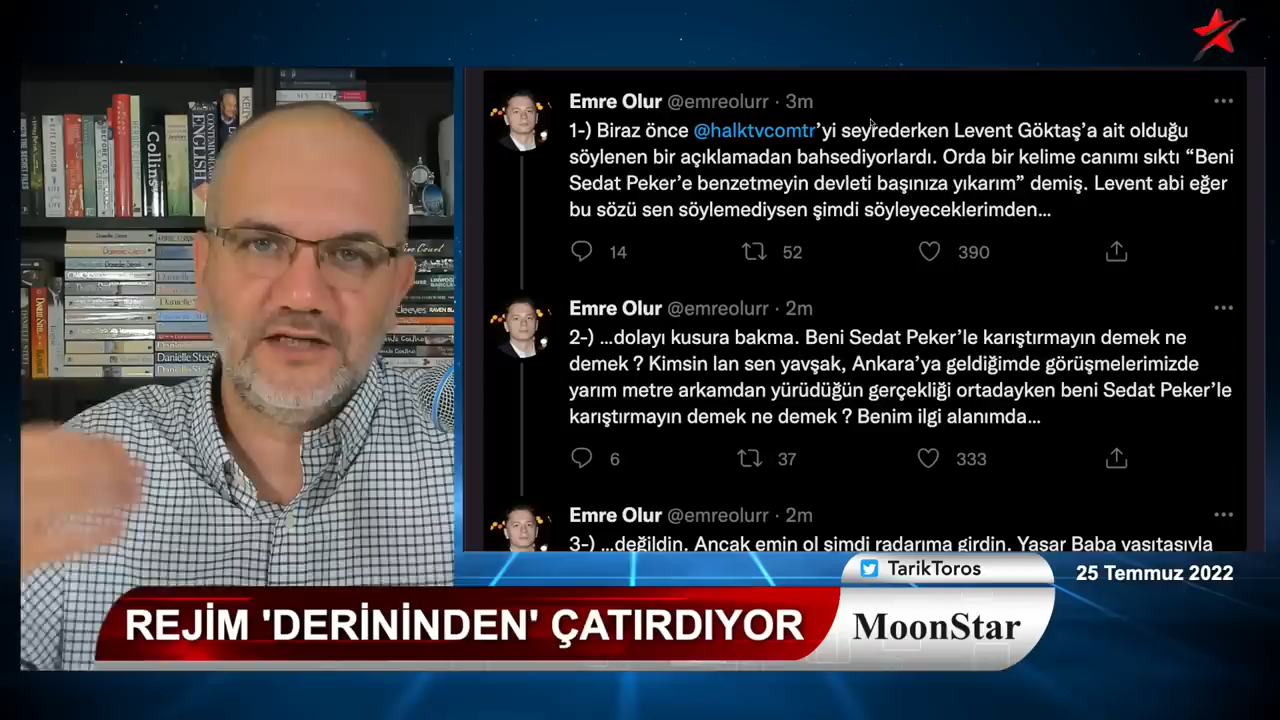 Emre Olur @emreolurr · 3m
1-) Biraz önce @halktvcomtr'yi seyrederken Levent Göktaş'a ait olduğu
söylenen bir açıklamadan bahsediyorlardı. Orda bir kelime canımı sıktı “Beni
Sedat Peker'e benzetmeyin devleti başınıza yıkarım” demiş. Levent abi eğer
bu sözü sen söylemediysen şimdi söyleyeceklerimden...
14 52 390
Emre Olur @emreolurr · 2m
2-) ...dolayı kusura bakma. Beni Sedat Peker'le karıştırmayın demek ne
demek ? Kimsin lan sen yavşak, Ankara'ya geldiğimde görüşmelerimizde
yarım metre arkamdan yürüdüğün gerçekliği ortadayken beni Sedat Peker'le
karıştırmayın demek ne demek ? Benim ilgi alanımda...
6 37 333
Emre Olur @emreolurr · 2m
3-) ...değildin. Ancak emin ol şimdi radarıma girdin. Yaşar Baba vasıtasıyla
TarikToros
25 Temmuz 2022
REJİM 'DERİNİNDEN' ÇATIRDIYOR
MoonStar
ENGLISH
Collins
Danielle Steel